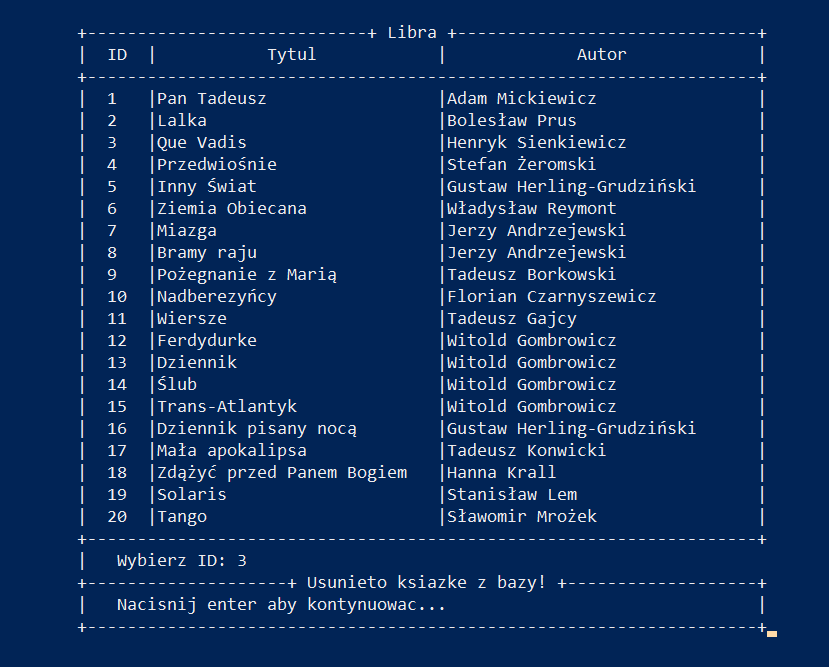 +----------------------------+ Libra +------------------------------+
|  ID  |           Tytul            |             Autor             |
+-------------------------------------------------------------------+
|  1   |Pan Tadeusz                 |Adam Mickiewicz                |
|  2   |Lalka                       |Bolesław Prus                  |
|  3   |Que Vadis                   |Henryk Sienkiewicz             |
|  4   |Przedwiośnie                |Stefan Żeromski                |
|  5   |Inny Świat                  |Gustaw Herling-Grudziński      |
|  6   |Ziemia Obiecana             |Władysław Reymont              |
|  7   |Miazga                      |Jerzy Andrzejewski             |
|  8   |Bramy raju                  |Jerzy Andrzejewski             |
|  9   |Pożegnanie z Marią          |Tadeusz Borkowski              |
|  10  |Nadberezyńcy                |Florian Czarnyszewicz          |
|  11  |Wiersze                     |Tadeusz Gajcy                  |
|  12  |Ferdydurke                  |Witold Gombrowicz              |
|  13  |Dziennik                    |Witold Gombrowicz              |
|  14  |Ślub                        |Witold Gombrowicz              |
|  15  |Trans-Atlantyk              |Witold Gombrowicz              |
|  16  |Dziennik pisany nocą        |Gustaw Herling-Grudziński      |
|  17  |Mała apokalipsa             |Tadeusz Konwicki               |
|  18  |Zdążyć przed Panem Bogiem   |Hanna Krall                    |
|  19  |Solaris                     |Stanisław Lem                  |
|  20  |Tango                       |Sławomir Mrożek                |
+-------------------------------------------------------------------+
|   Wybierz ID: 3
+--------------------+ Usunieto ksiazke z bazy! +-------------------+
|   Nacisnij enter aby kontynuowac...                               |
+-------------------------------------------------------------------+